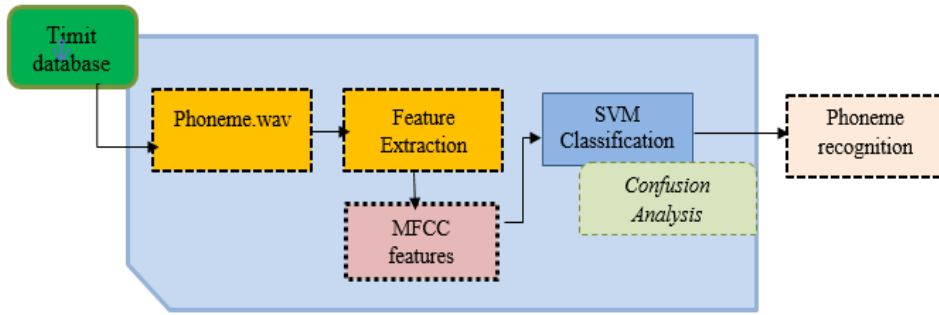 Timit
database
Phoneme.wav
Feature
Extraction
MFCC
features
SVM
Classification
Confusion
Analysis
Phoneme
recognition